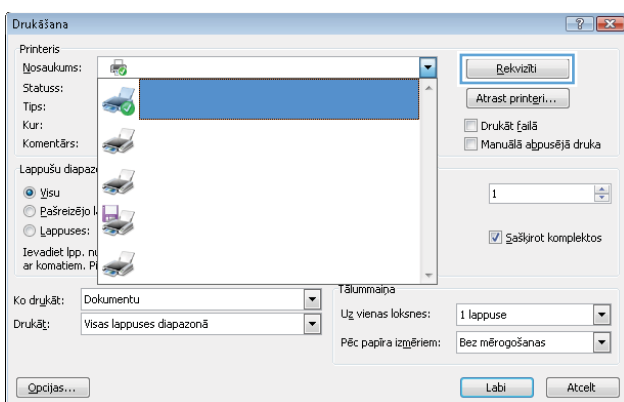 Drukāšana
Printeris
Nosaukums:
Rekvizīti
Statuss:
Tips:
Atrast printeri...
Kur:
Drukāt failā
Komentārs:
Manuālā abpusējā druka
Lappušu diapazo
Visu
1
Pašreizējo l
Lappuses:
Sašķirot komplektos
Ievadiet lpp. nu
ar komatiem. Pi
Tālummaiņa
Ko drukāt: Dokumentu
Uz vienas loksnes: 1 lappuse
Drukāt: Visas lappuses diapazonā
Pēc papīra izmēriem: Bez mērogošanas
Opcijas...
Labi
Atcelt